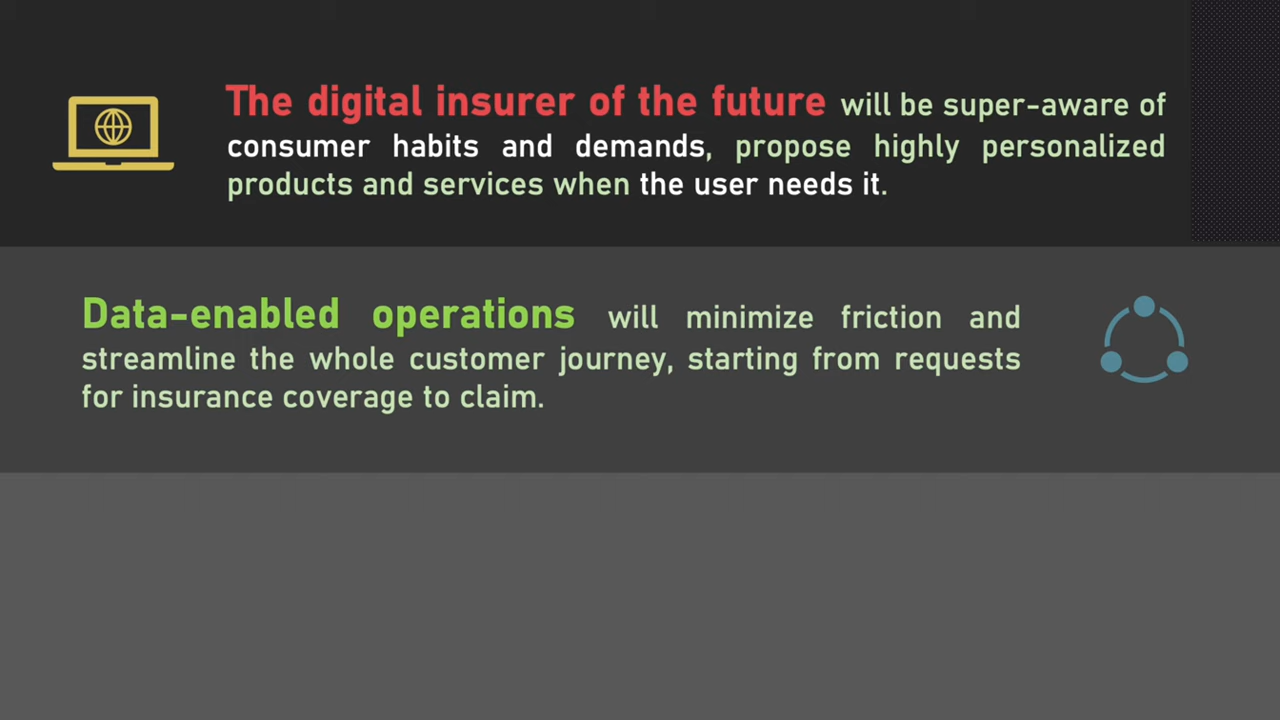 The digital insurer of the future will be super-aware of
consumer habits and demands, propose highly personalized
products and services when the user needs it.
Data-enabled operations will minimize friction and
streamline the whole customer journey, starting from requests
for insurance coverage to claim.